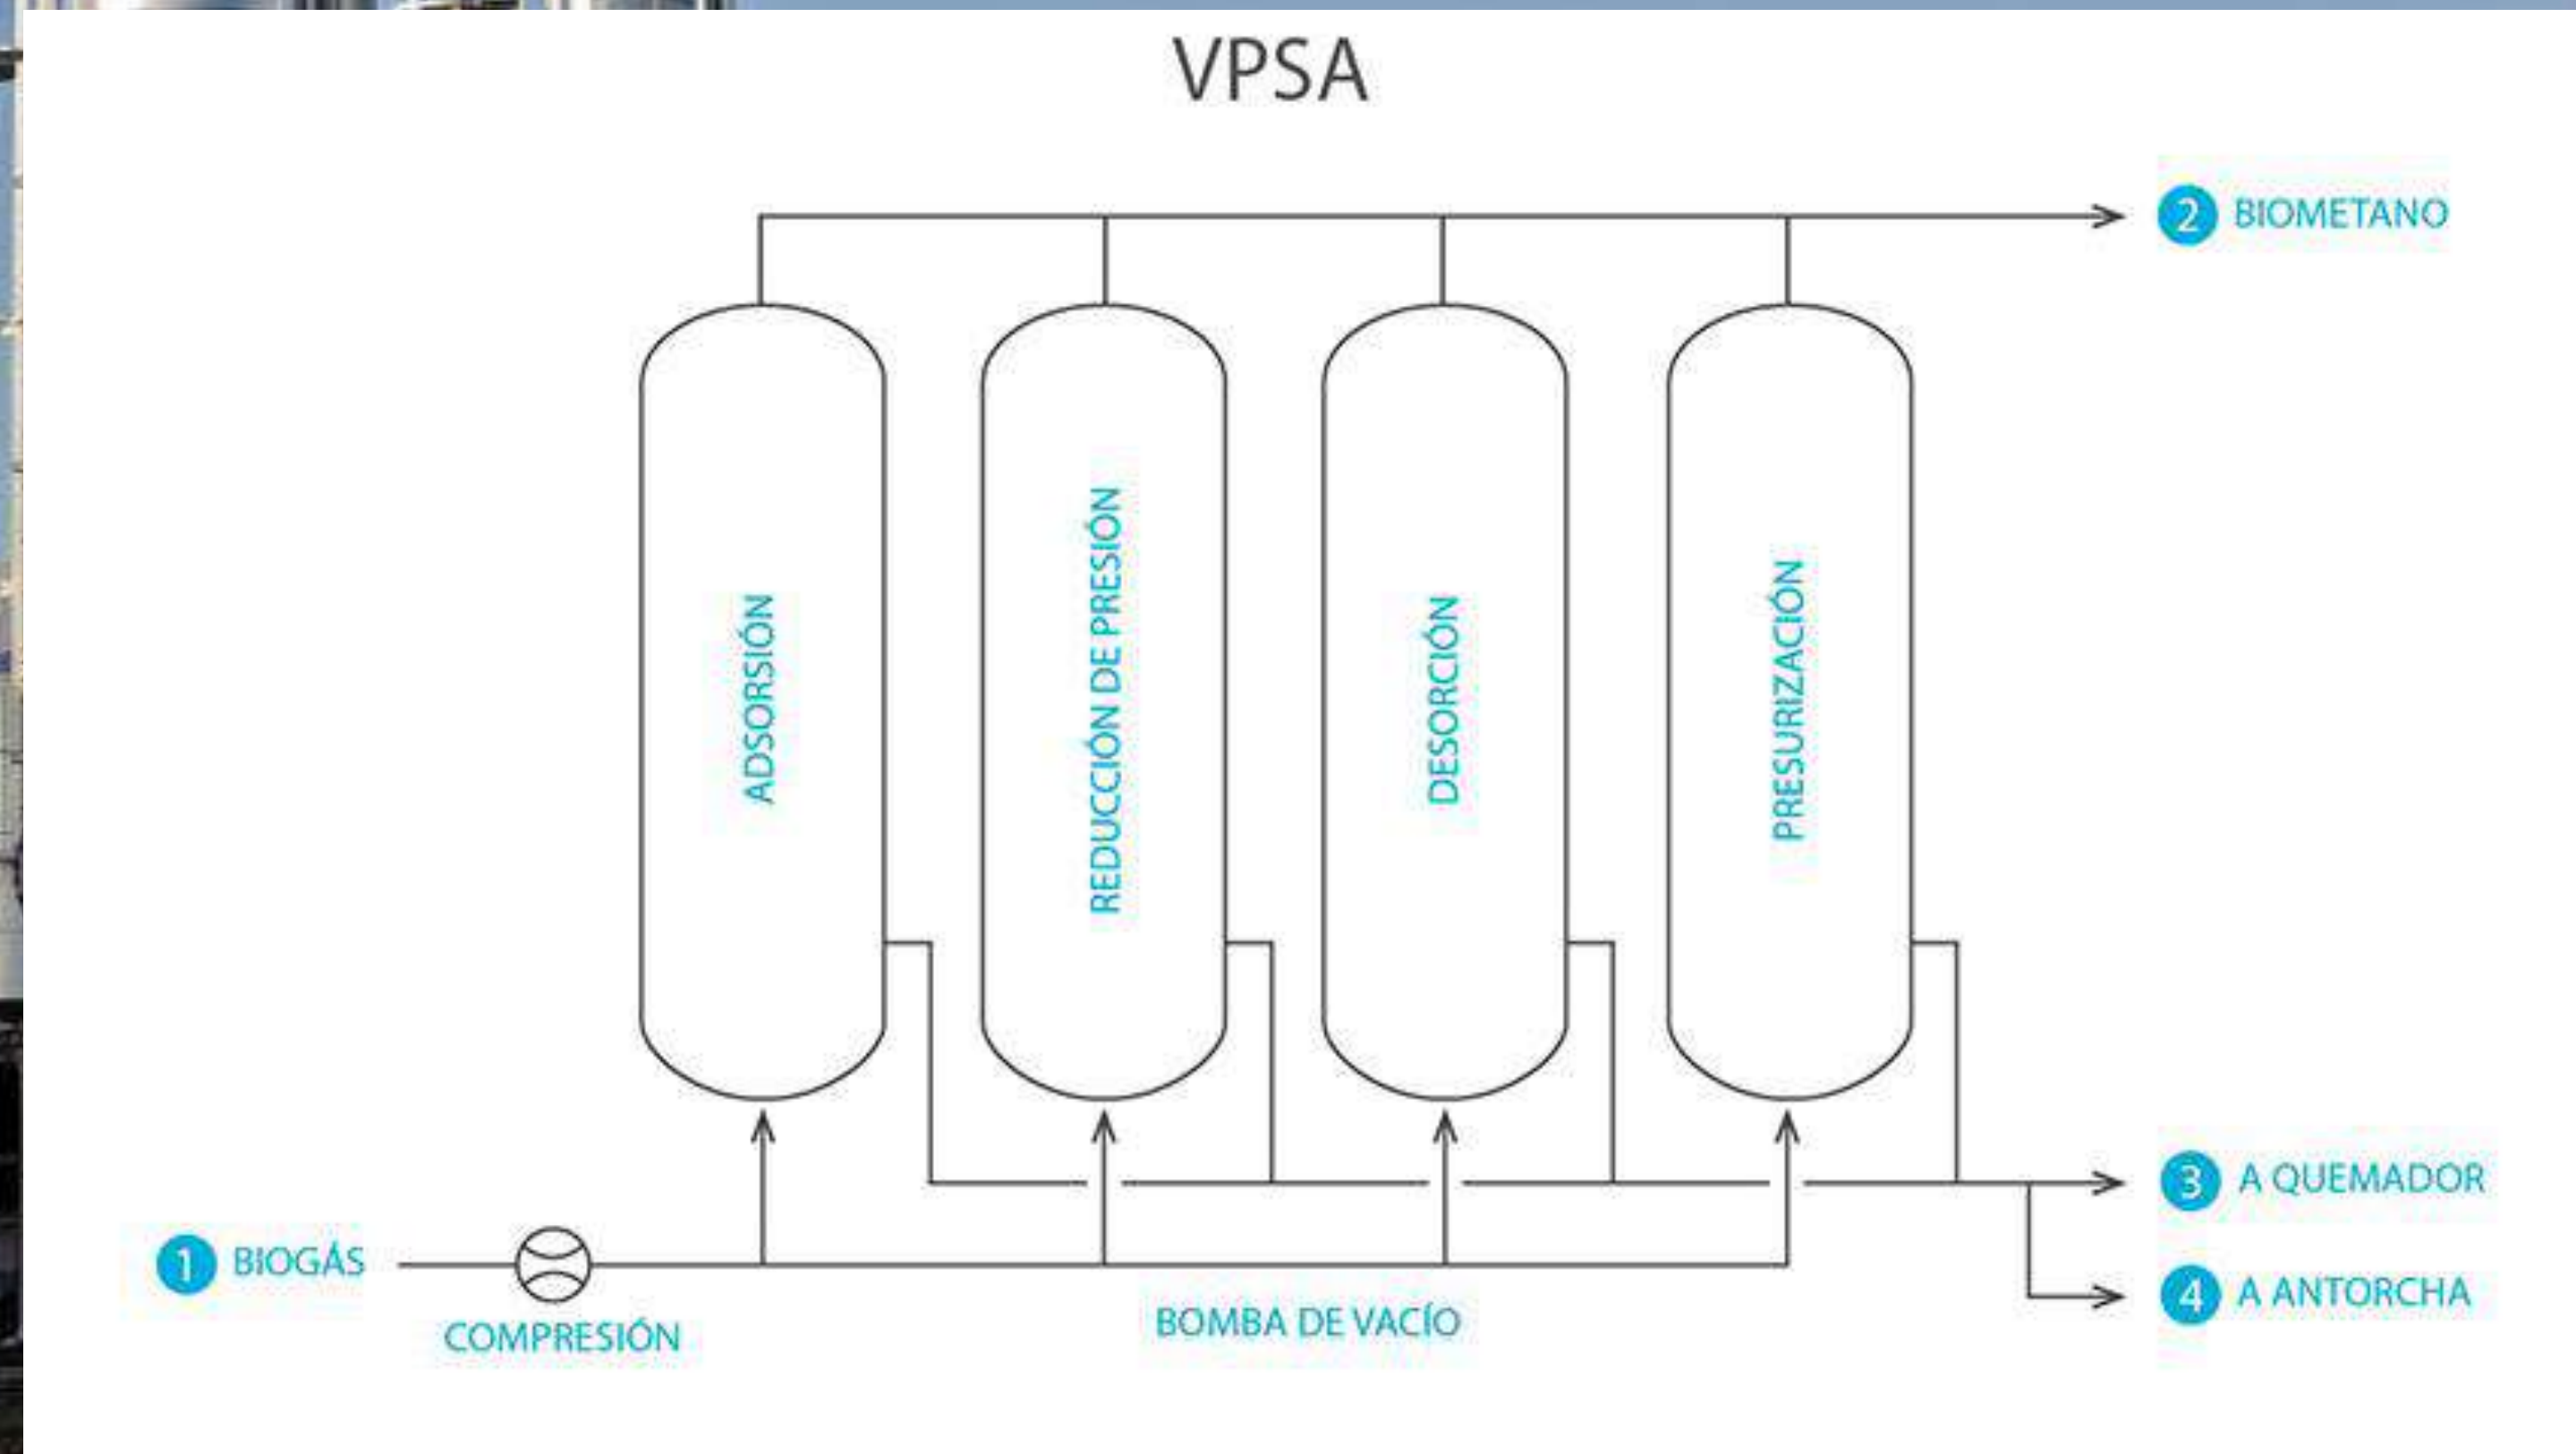 VPSA
2 BIOMETANO
ADSORSIÓN
REDUCCIÓN DE PRESIÓN
DESORCIÓN
PRESURIZACIÓN
3 A QUEMADOR
1 BIOGÁS
4 A ANTORCHA
COMPRESIÓN
BOMBA DE VACÍO